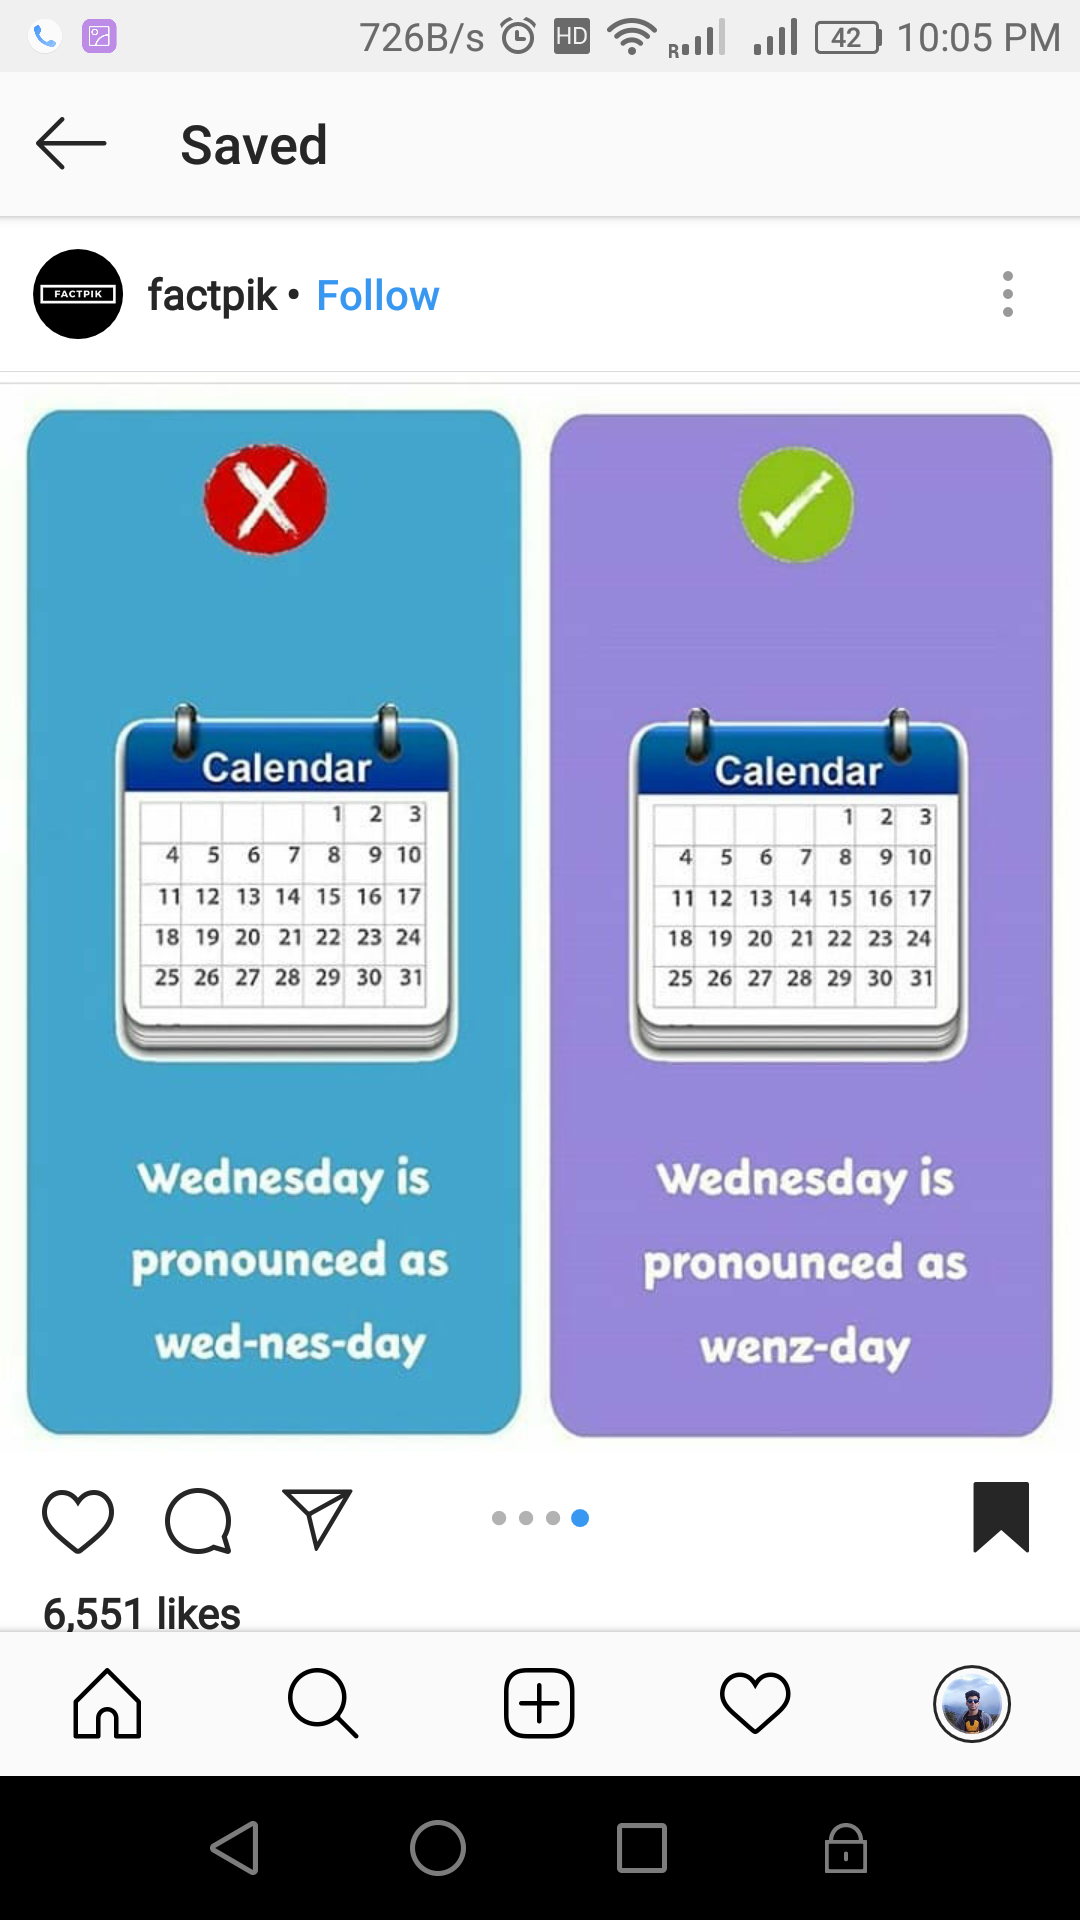 726B/s HD R 42 10:05 PM
Saved
FACTPIK factpik • Follow
Calendar
1 2 3
4 5 6 7 8 9 10
11 12 13 14 15 16 17
18 19 20 21 22 23 24
25 26 27 28 29 30 31
Wednesday is
pronounced as
wed-nes-day
Calendar
1 2 3
4 5 6 7 8 9 10
11 12 13 14 15 16 17
18 19 20 21 22 23 24
25 26 27 28 29 30 31
Wednesday is
pronounced as
wenz-day
6,551 likes